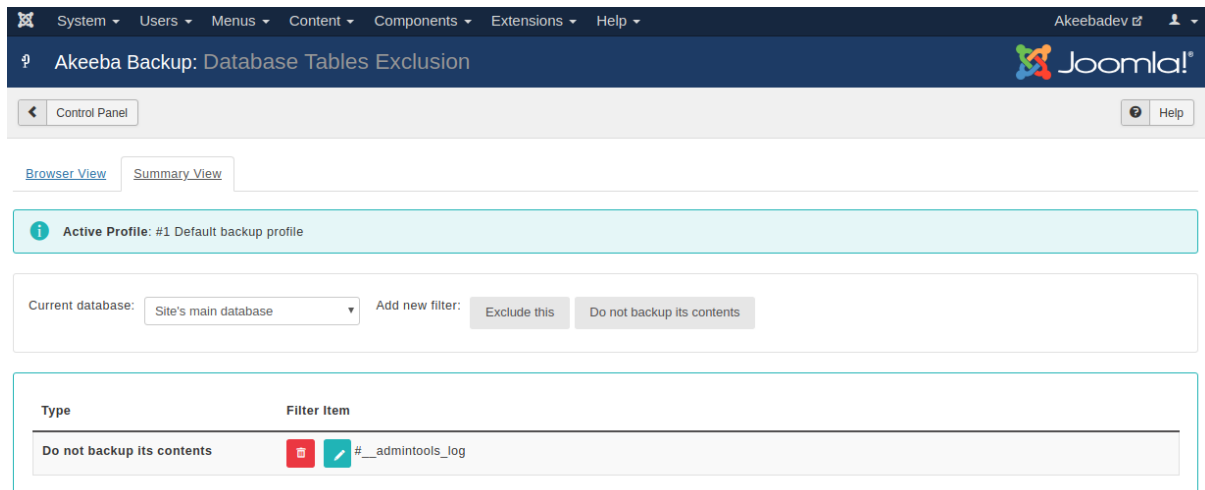 System Users Menus Content Components Extensions Help Akeebadev
Akeeba Backup: Database Tables Exclusion Joomla!®
Control Panel Help
Browser View Summary View
Active Profile: #1 Default backup profile
Current database: Site's main database Add new filter: Exclude this Do not backup its contents
Type Filter Item
Do not backup its contents #__admintools_log